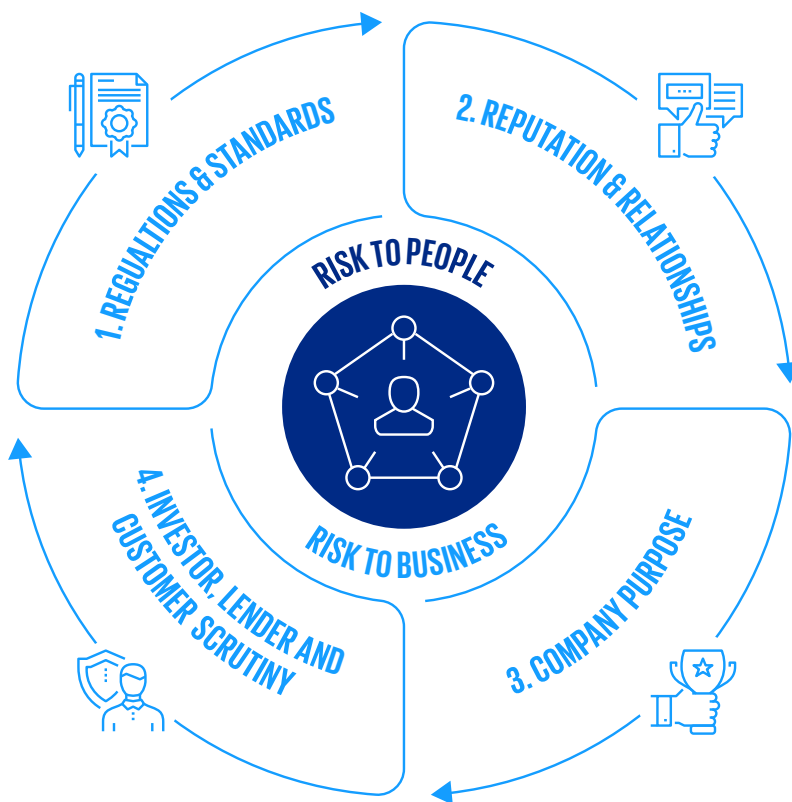 1. REGUALTIONS & STANDARDS
2. REPUTATION & RELATIONSHIPS
RISK TO PEOPLE
RISK TO BUSINESS
3. COMPANY PURPOSE
4. INVESTOR, LENDER AND
CUSTOMER SCRUTINY